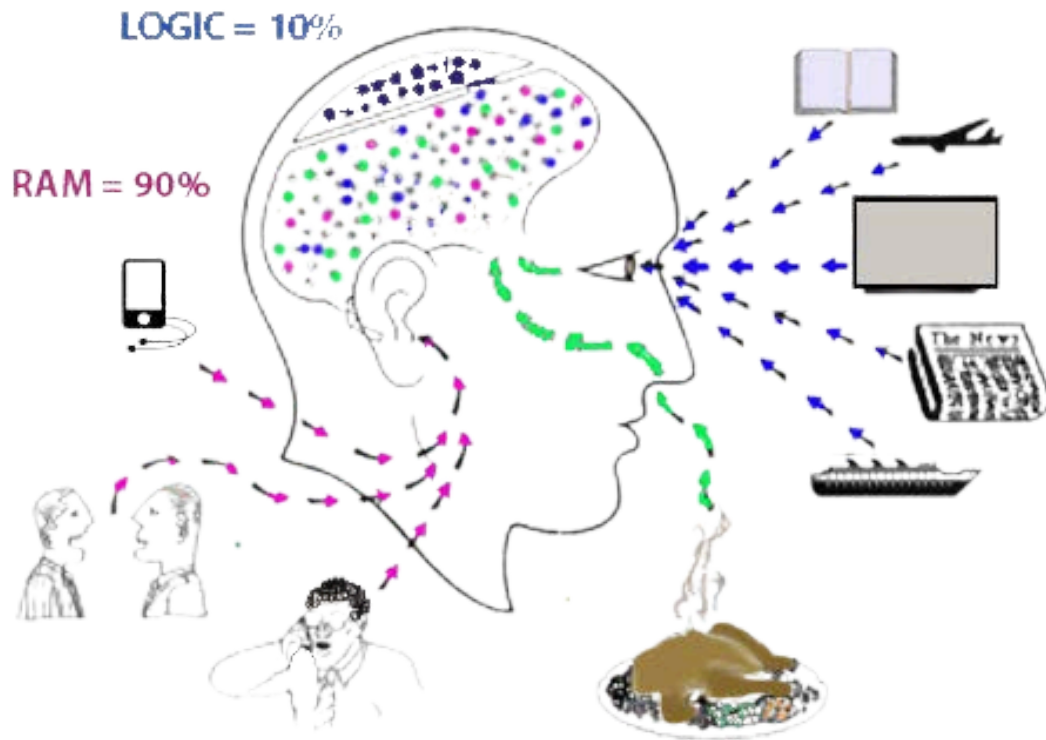 LOGIC = 10%
RAM = 90%
The News